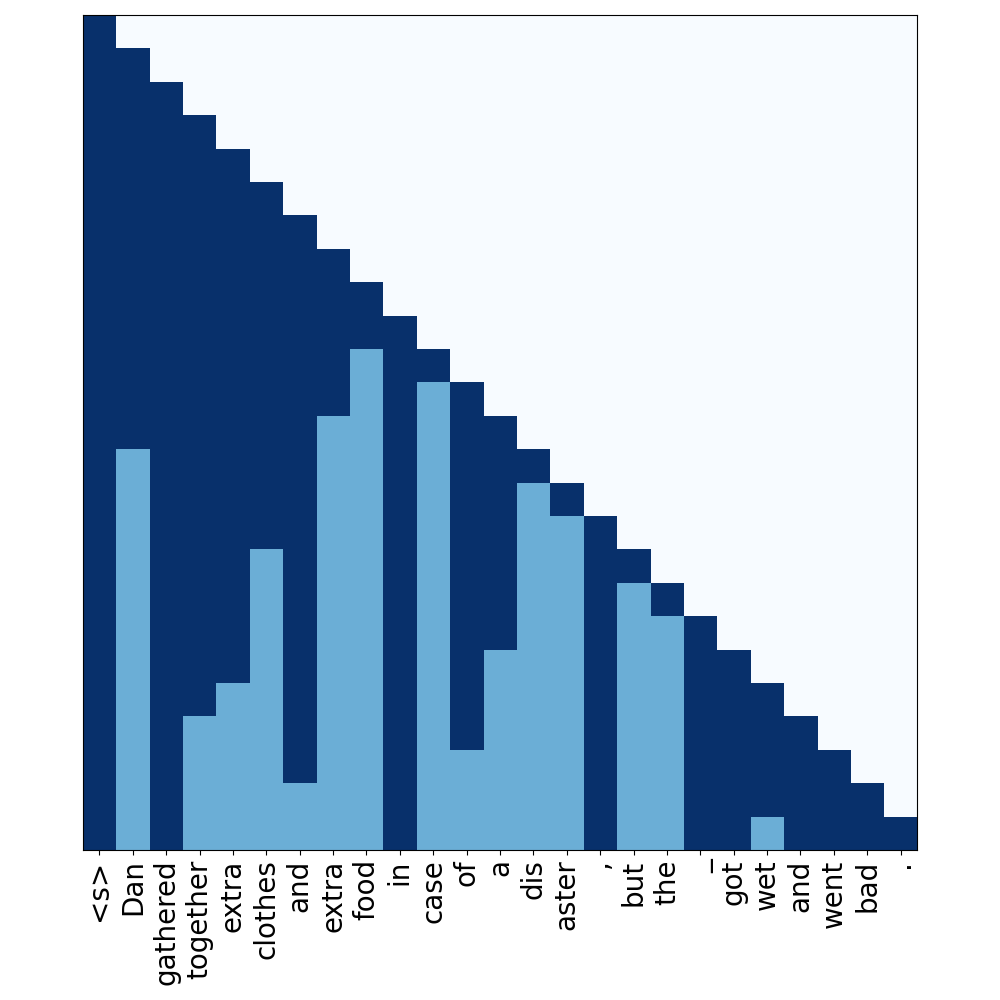 <s>
Dan
gathered
together
extra
clothes
and
extra
food
in
case
of
a
dis
aster
,
but
the
_
got
wet
and
went
bad
.